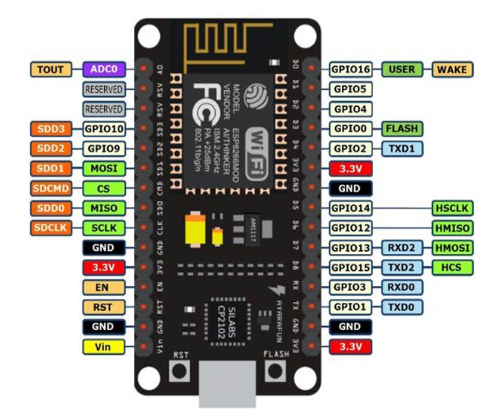 TOUT ADC0 A0 D0 GPIO16 USER WAKE
RESERVED RSV D1 GPIO5
RESERVED RSV D2 GPIO4
SDD3 GPIO10 SD3 D3 GPIO0 FLASH
SDD2 GPIO9 SD2 D4 GPIO2 TXD1
SDD1 MOSI SD1 3V3 3.3V
SDCMD CS CMD GND GND
SDD0 MISO SD0 D5 GPIO14 HSCLK
SDCLK SCLK CLK D6 GPIO12 HMISO
GND GND D7 GPIO13 RXD2 HMOSI
3.3V 3V3 D8 GPIO15 TXD2 HCS
EN EN RX GPIO3 RXD0
RST RST TX GPIO1 TXD0
GND GND GND GND
Vin Vin 3V3 3.3V
MODEL ESP8266MOD
VENDOR AITHINKER
ISM 2.4GHz
PA +25dBm
802.11b/g/n
FC
Wi Fi
AM1117
SILABS
CP2102
AYARAFUN
RST
FLASH